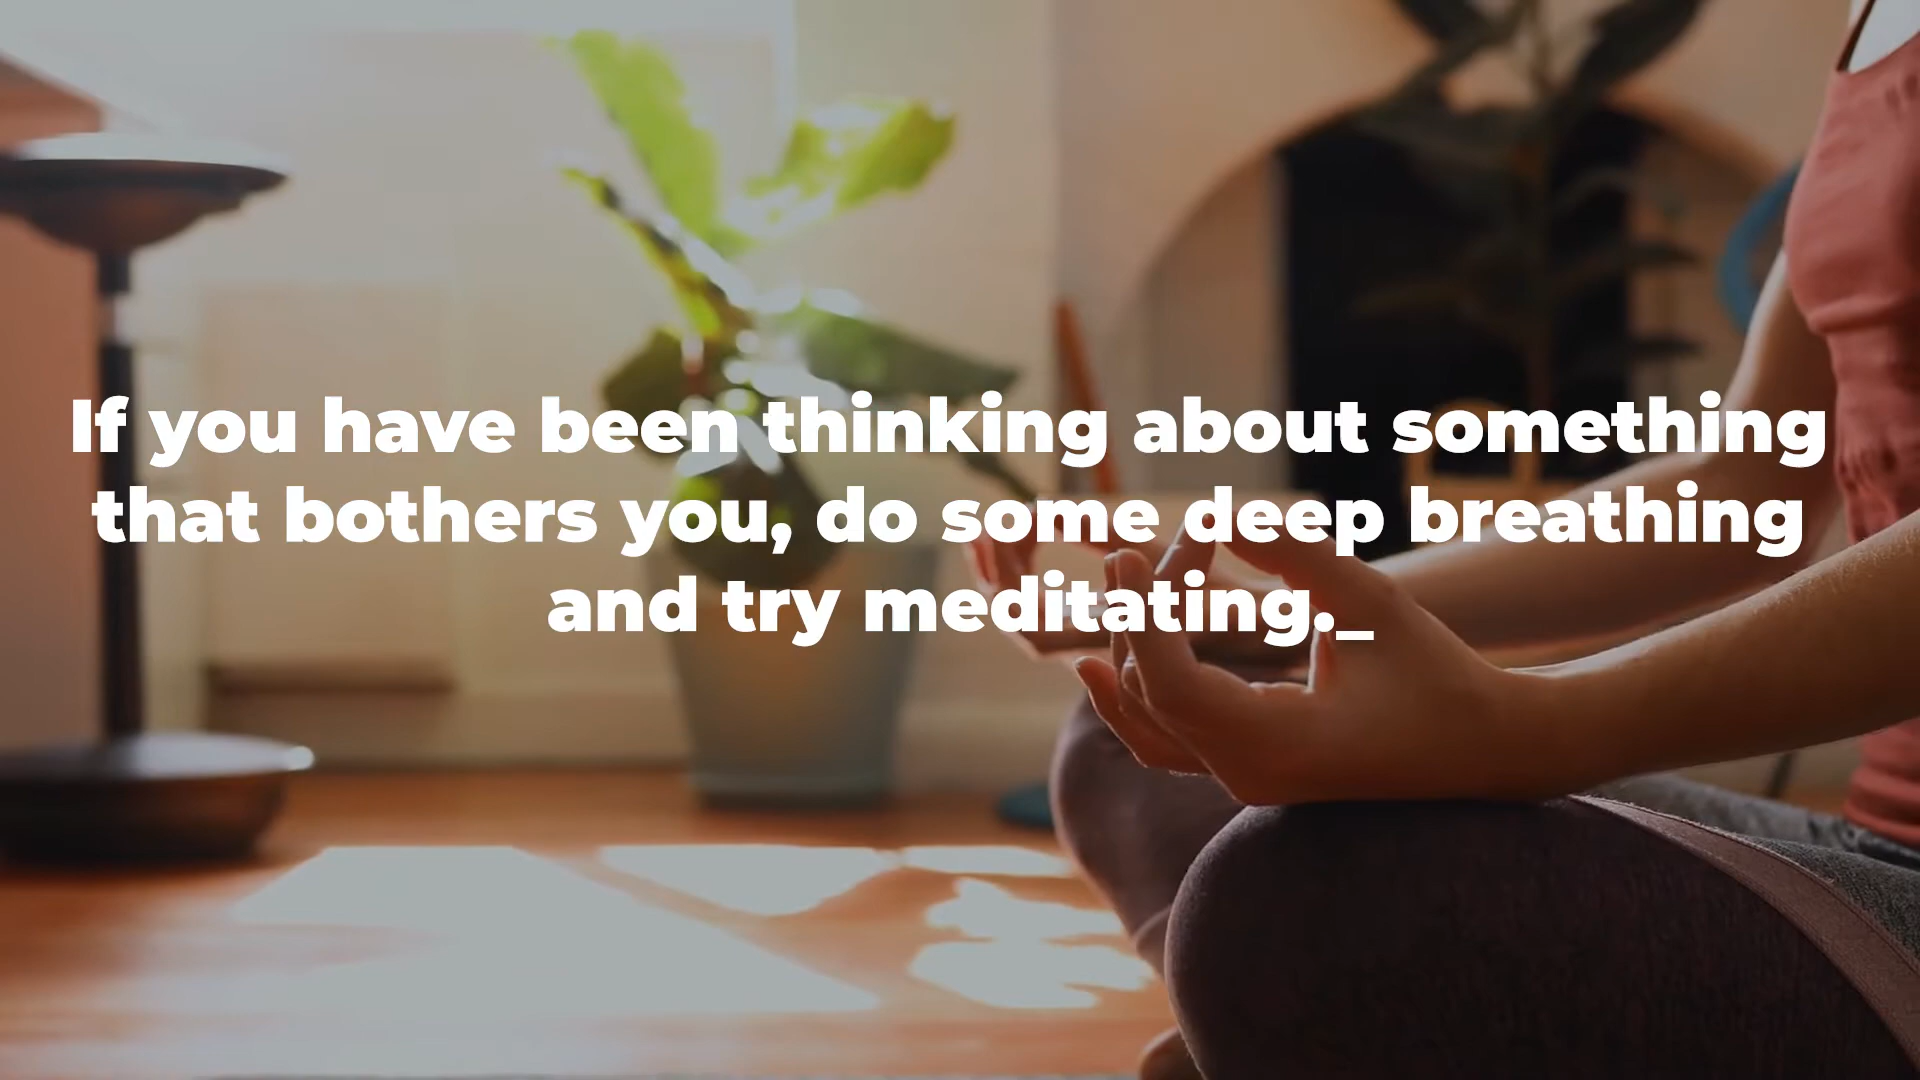 If you have been thinking about something
that bothers you, do some deep breathing
and try meditating._